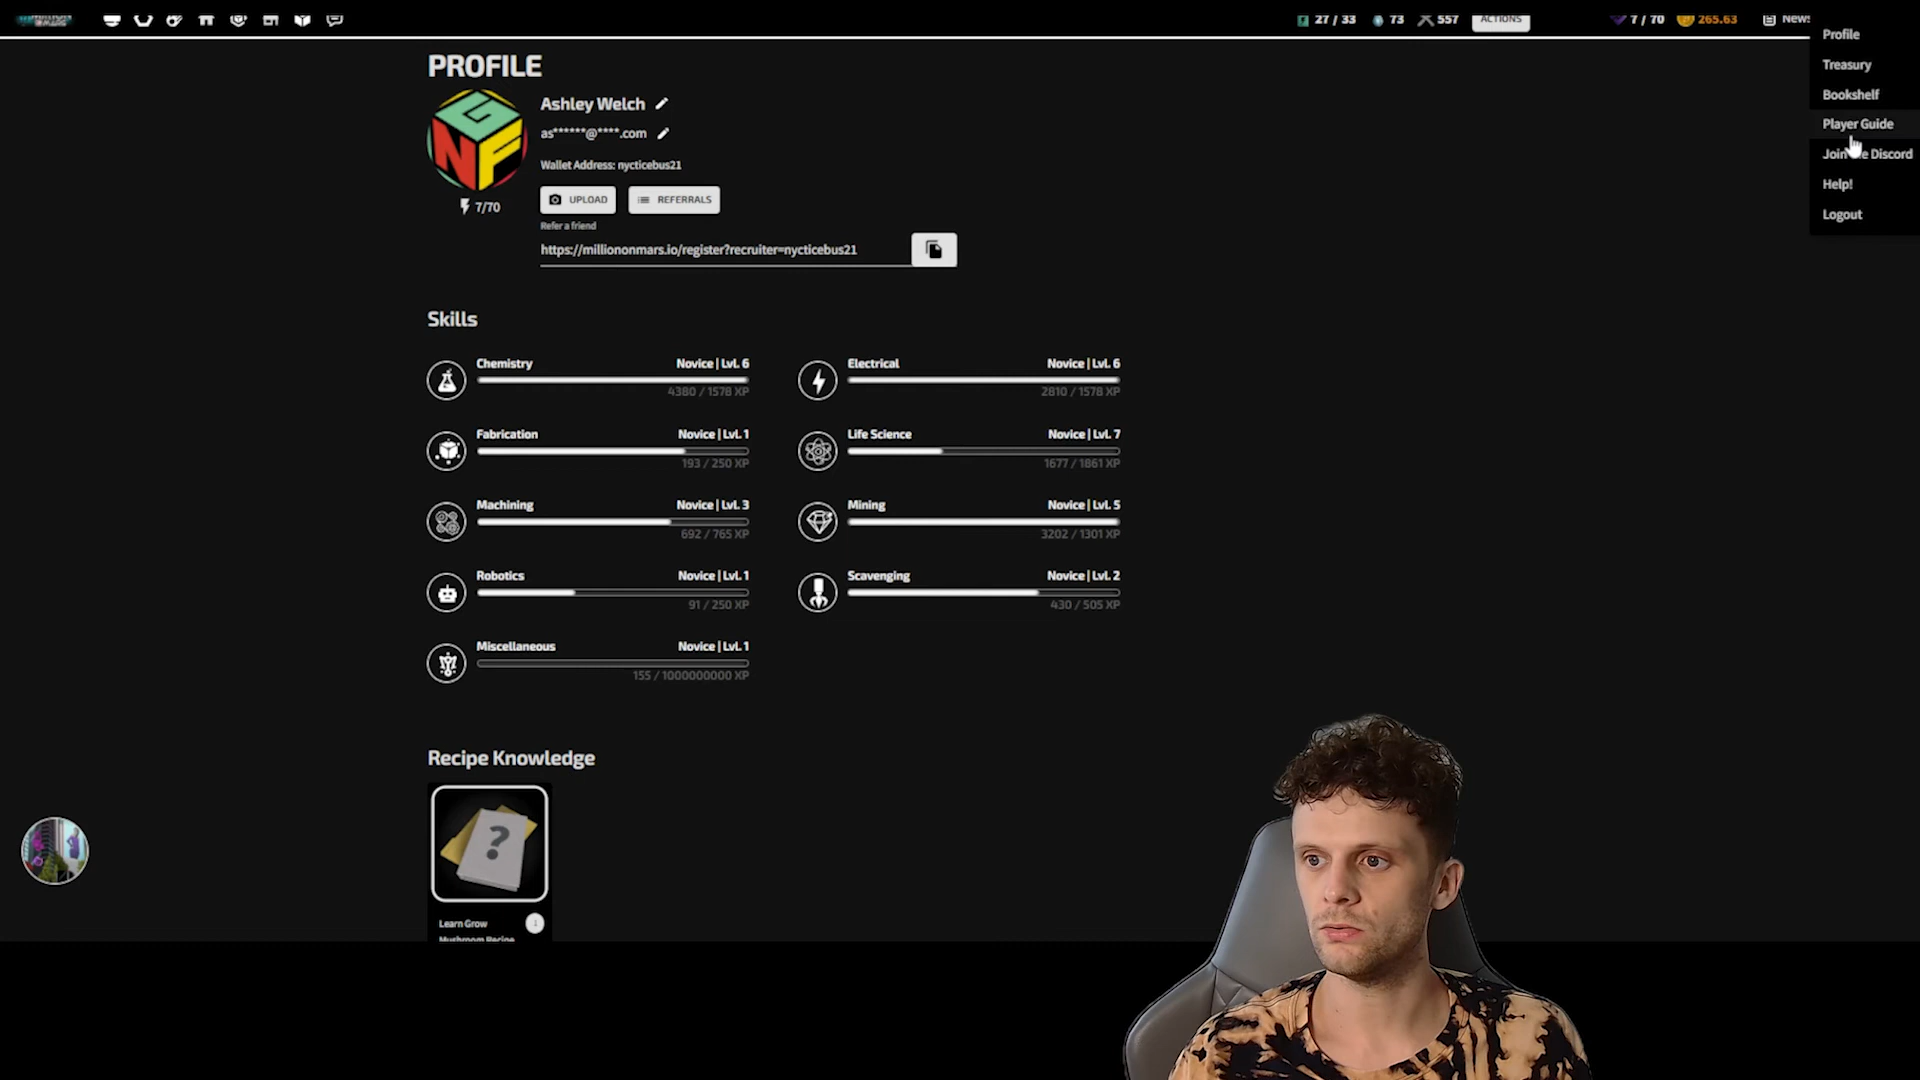 27 / 33 73 557 ACTIONS 7 / 70 265.63 News
Profile
Treasury
Bookshelf
Player Guide
Join Discord
Help!
Logout
PROFILE
Ashley Welch
as******@****.com
Wallet Address: nycticebus21
7/70
UPLOAD REFERRALS
Refer a friend
https://milliononmars.io/register?recruiter=nycticebus21
Skills
Chemistry Novice | Lvl. 6
4380 / 1578 XP
Electrical Novice | Lvl. 6
2810 / 1578 XP
Fabrication Novice | Lvl. 1
193 / 250 XP
Life Science Novice | Lvl. 7
1677 / 1861 XP
Machining Novice | Lvl. 3
692 / 765 XP
Mining Novice | Lvl. 5
3202 / 1301 XP
Robotics Novice | Lvl. 1
91 / 250 XP
Scavenging Novice | Lvl. 2
430 / 505 XP
Miscellaneous Novice | Lvl. 1
155 / 1000000000 XP
Recipe Knowledge
?
Learn Grow
Mushroom Recipe